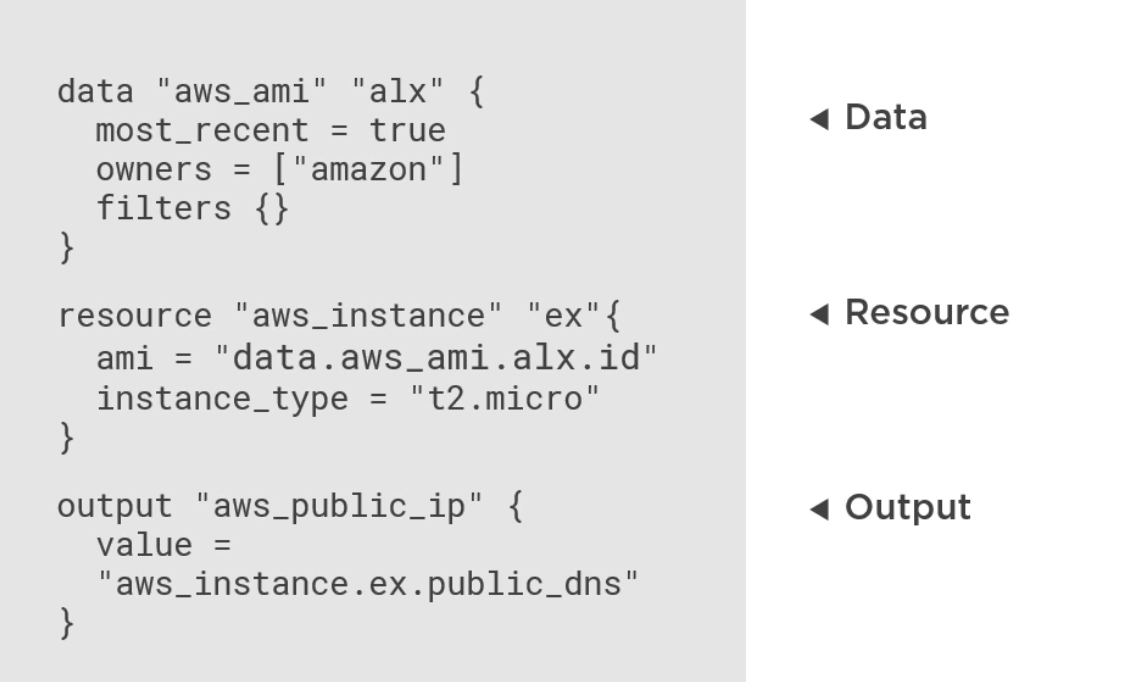 data "aws_ami" "alx" {
  most_recent = true
  owners = ["amazon"]
  filters {}
}
resource "aws_instance" "ex"{
  ami = "data.aws_ami.alx.id"
  instance_type = "t2.micro"
}
output "aws_public_ip" {
  value =
  "aws_instance.ex.public_dns"
}
◀ Data
◀ Resource
◀ Output